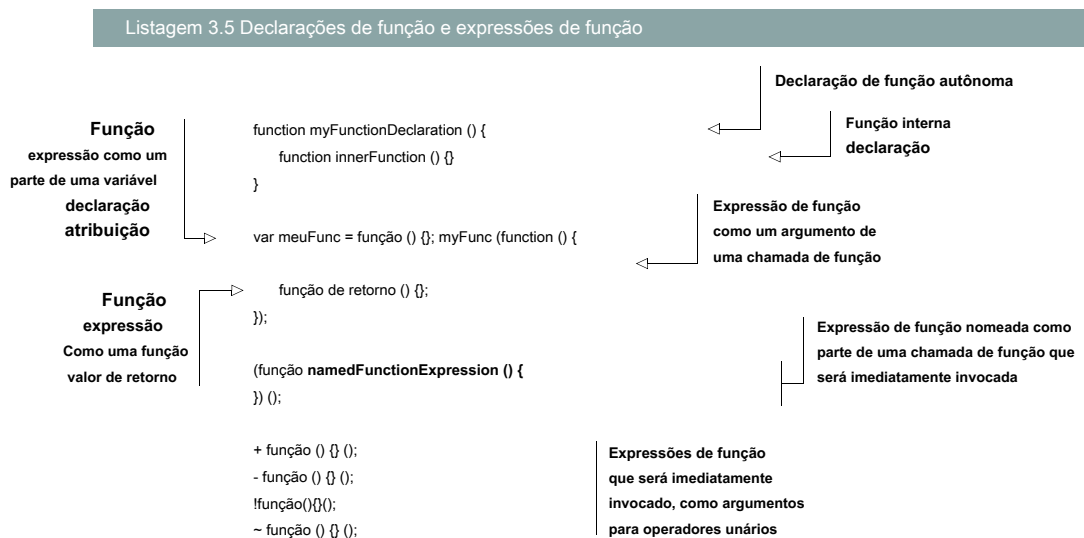 Listagem 3.5 Declarações de função e expressões de função
Declaração de função autônoma
Função
expressão como um
parte de uma variável
declaração
atribuição
function myFunctionDeclaration () {
function innerFunction () {}
}
Função interna
declaração
var meuFunc = função () {}; myFunc (function () {
Expressão de função
como um argumento de
uma chamada de função
Função
expressão
Como uma função
valor de retorno
função de retorno () {};
});
(função namedFunctionExpression () {
}) ();
Expressão de função nomeada como
parte de uma chamada de função que
será imediatamente invocada
+ função () {} ();
- função () {} ();
!função(){}();
~ função () {} ();
Expressões de função
que será imediatamente
invocado, como argumentos
para operadores unários